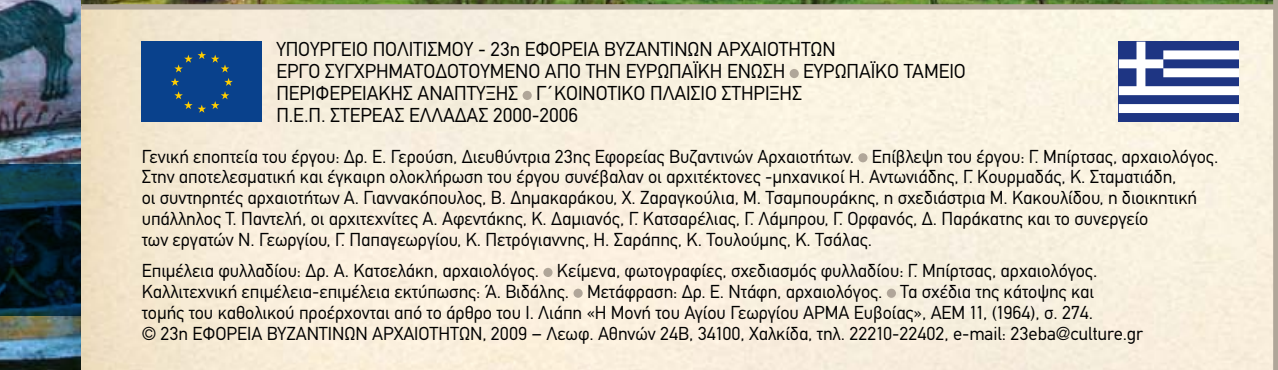 ΥΠΟΥΡΓΕΙΟ ΠΟΛΙΤΙΣΜΟΥ - 23η ΕΦΟΡΕΙΑ ΒΥΖΑΝΤΙΝΩΝ ΑΡΧΑΙΟΤΗΤΩΝ
ΕΡΓΟ ΣΥΓΧΡΗΜΑΤΟΔΟΤΟΥΜΕΝΟ ΑΠΟ ΤΗΝ ΕΥΡΩΠΑΪΚΗ ΕΝΩΣΗ ● ΕΥΡΩΠΑΪΚΟ ΤΑΜΕΙΟ
ΠΕΡΙΦΕΡΕΙΑΚΗΣ ΑΝΑΠΤΥΞΗΣ ● Γ΄ΚΟΙΝΟΤΙΚΟ ΠΛΑΙΣΙΟ ΣΤΗΡΙΞΗΣ
Π.Ε.Π. ΣΤΕΡΕΑΣ ΕΛΛΑΔΑΣ 2000-2006
Γενική εποπτεία του έργου: Δρ. Ε. Γερούση, Διευθύντρια 23ης Εφορείας Βυζαντινών Αρχαιοτήτων. ● Επίβλεψη του έργου: Γ. Μπίρτσας, αρχαιολόγος.
Στην αποτελεσματική και έγκαιρη ολοκλήρωση του έργου συνέβαλαν οι αρχιτέκτονες -μηχανικοί Η. Αντωνιάδης, Γ. Κουρμαδάς, Κ. Σταματιάδη,
οι συντηρητές αρχαιοτήτων Α. Γιαννακόπουλος, Β. Δημακαράκου, Χ. Ζαραγκούλια, Μ. Τσαμπουράκης, η σχεδιάστρια Μ. Κακουλίδου, η διοικητική
υπάλληλος Τ. Παντελή, οι αρχιτεχνίτες Α. Αφεντάκης, Κ. Δαμιανός, Γ. Κατσαρέλιας, Γ. Λάμπρου, Γ. Ορφανός, Δ. Παράκατης και το συνεργείο
των εργατών Ν. Γεωργίου, Γ. Παπαγεωργίου, Κ. Πετρόγιαννης, Η. Σαράπης, Κ. Τουλούμης, Κ. Τσάλας.
Επιμέλεια φυλλαδίου: Δρ. Α. Κατσελάκη, αρχαιολόγος. ● Κείμενα, φωτογραφίες, σχεδιασμός φυλλαδίου: Γ. Μπίρτσας, αρχαιολόγος.
Καλλιτεχνική επιμέλεια-επιμέλεια εκτύπωσης: Ά. Βιδάλης. ● Μετάφραση: Δρ. Ε. Ντάφη, αρχαιολόγος. ● Τα σχέδια της κάτοψης και
τομής του καθολικού προέρχονται από το άρθρο του Ι. Λιάπη «Η Μονή του Αγίου Γεωργίου ΑΡΜΑ Ευβοίας», ΑΕΜ 11, (1964), σ. 274.
© 23η ΕΦΟΡΕΙΑ ΒΥΖΑΝΤΙΝΩΝ ΑΡΧΑΙΟΤΗΤΩΝ, 2009 – Λεωφ. Αθηνών 24Β, 34100, Χαλκίδα, τηλ. 22210-22402, e-mail: 23eba@culture.gr